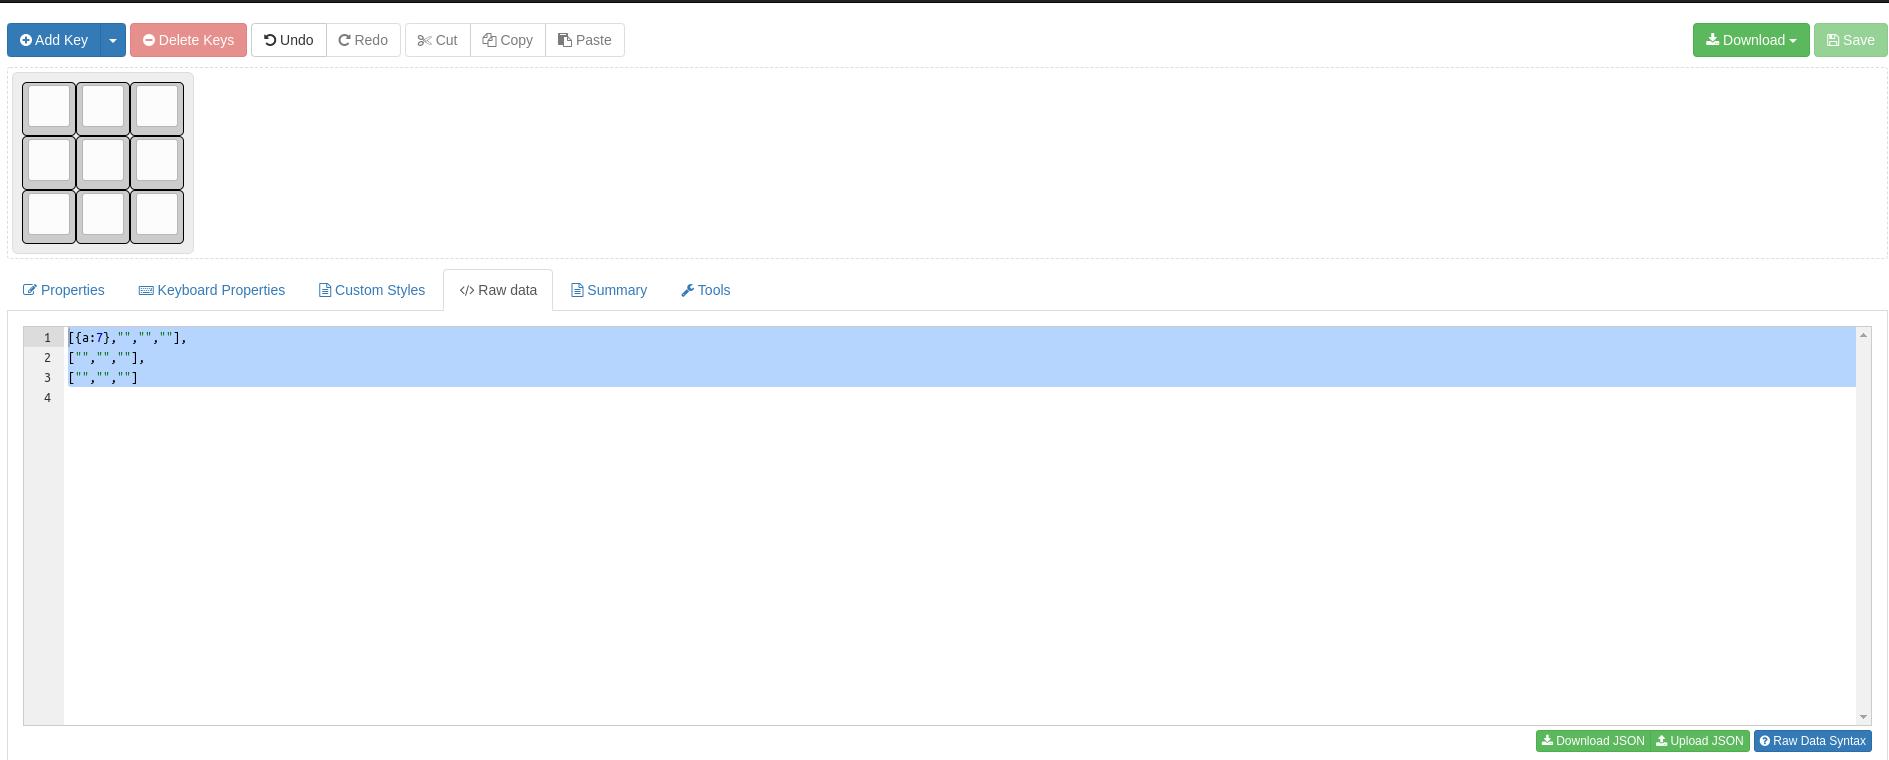 Add Key Delete Keys Undo Redo Cut Copy Paste Download Save
Properties Keyboard Properties Custom Styles </> Raw data Summary Tools
1 [{a:7},"","",""],
2 ["","",""],
3 ["","",""]
4
Download JSON Upload JSON Raw Data Syntax